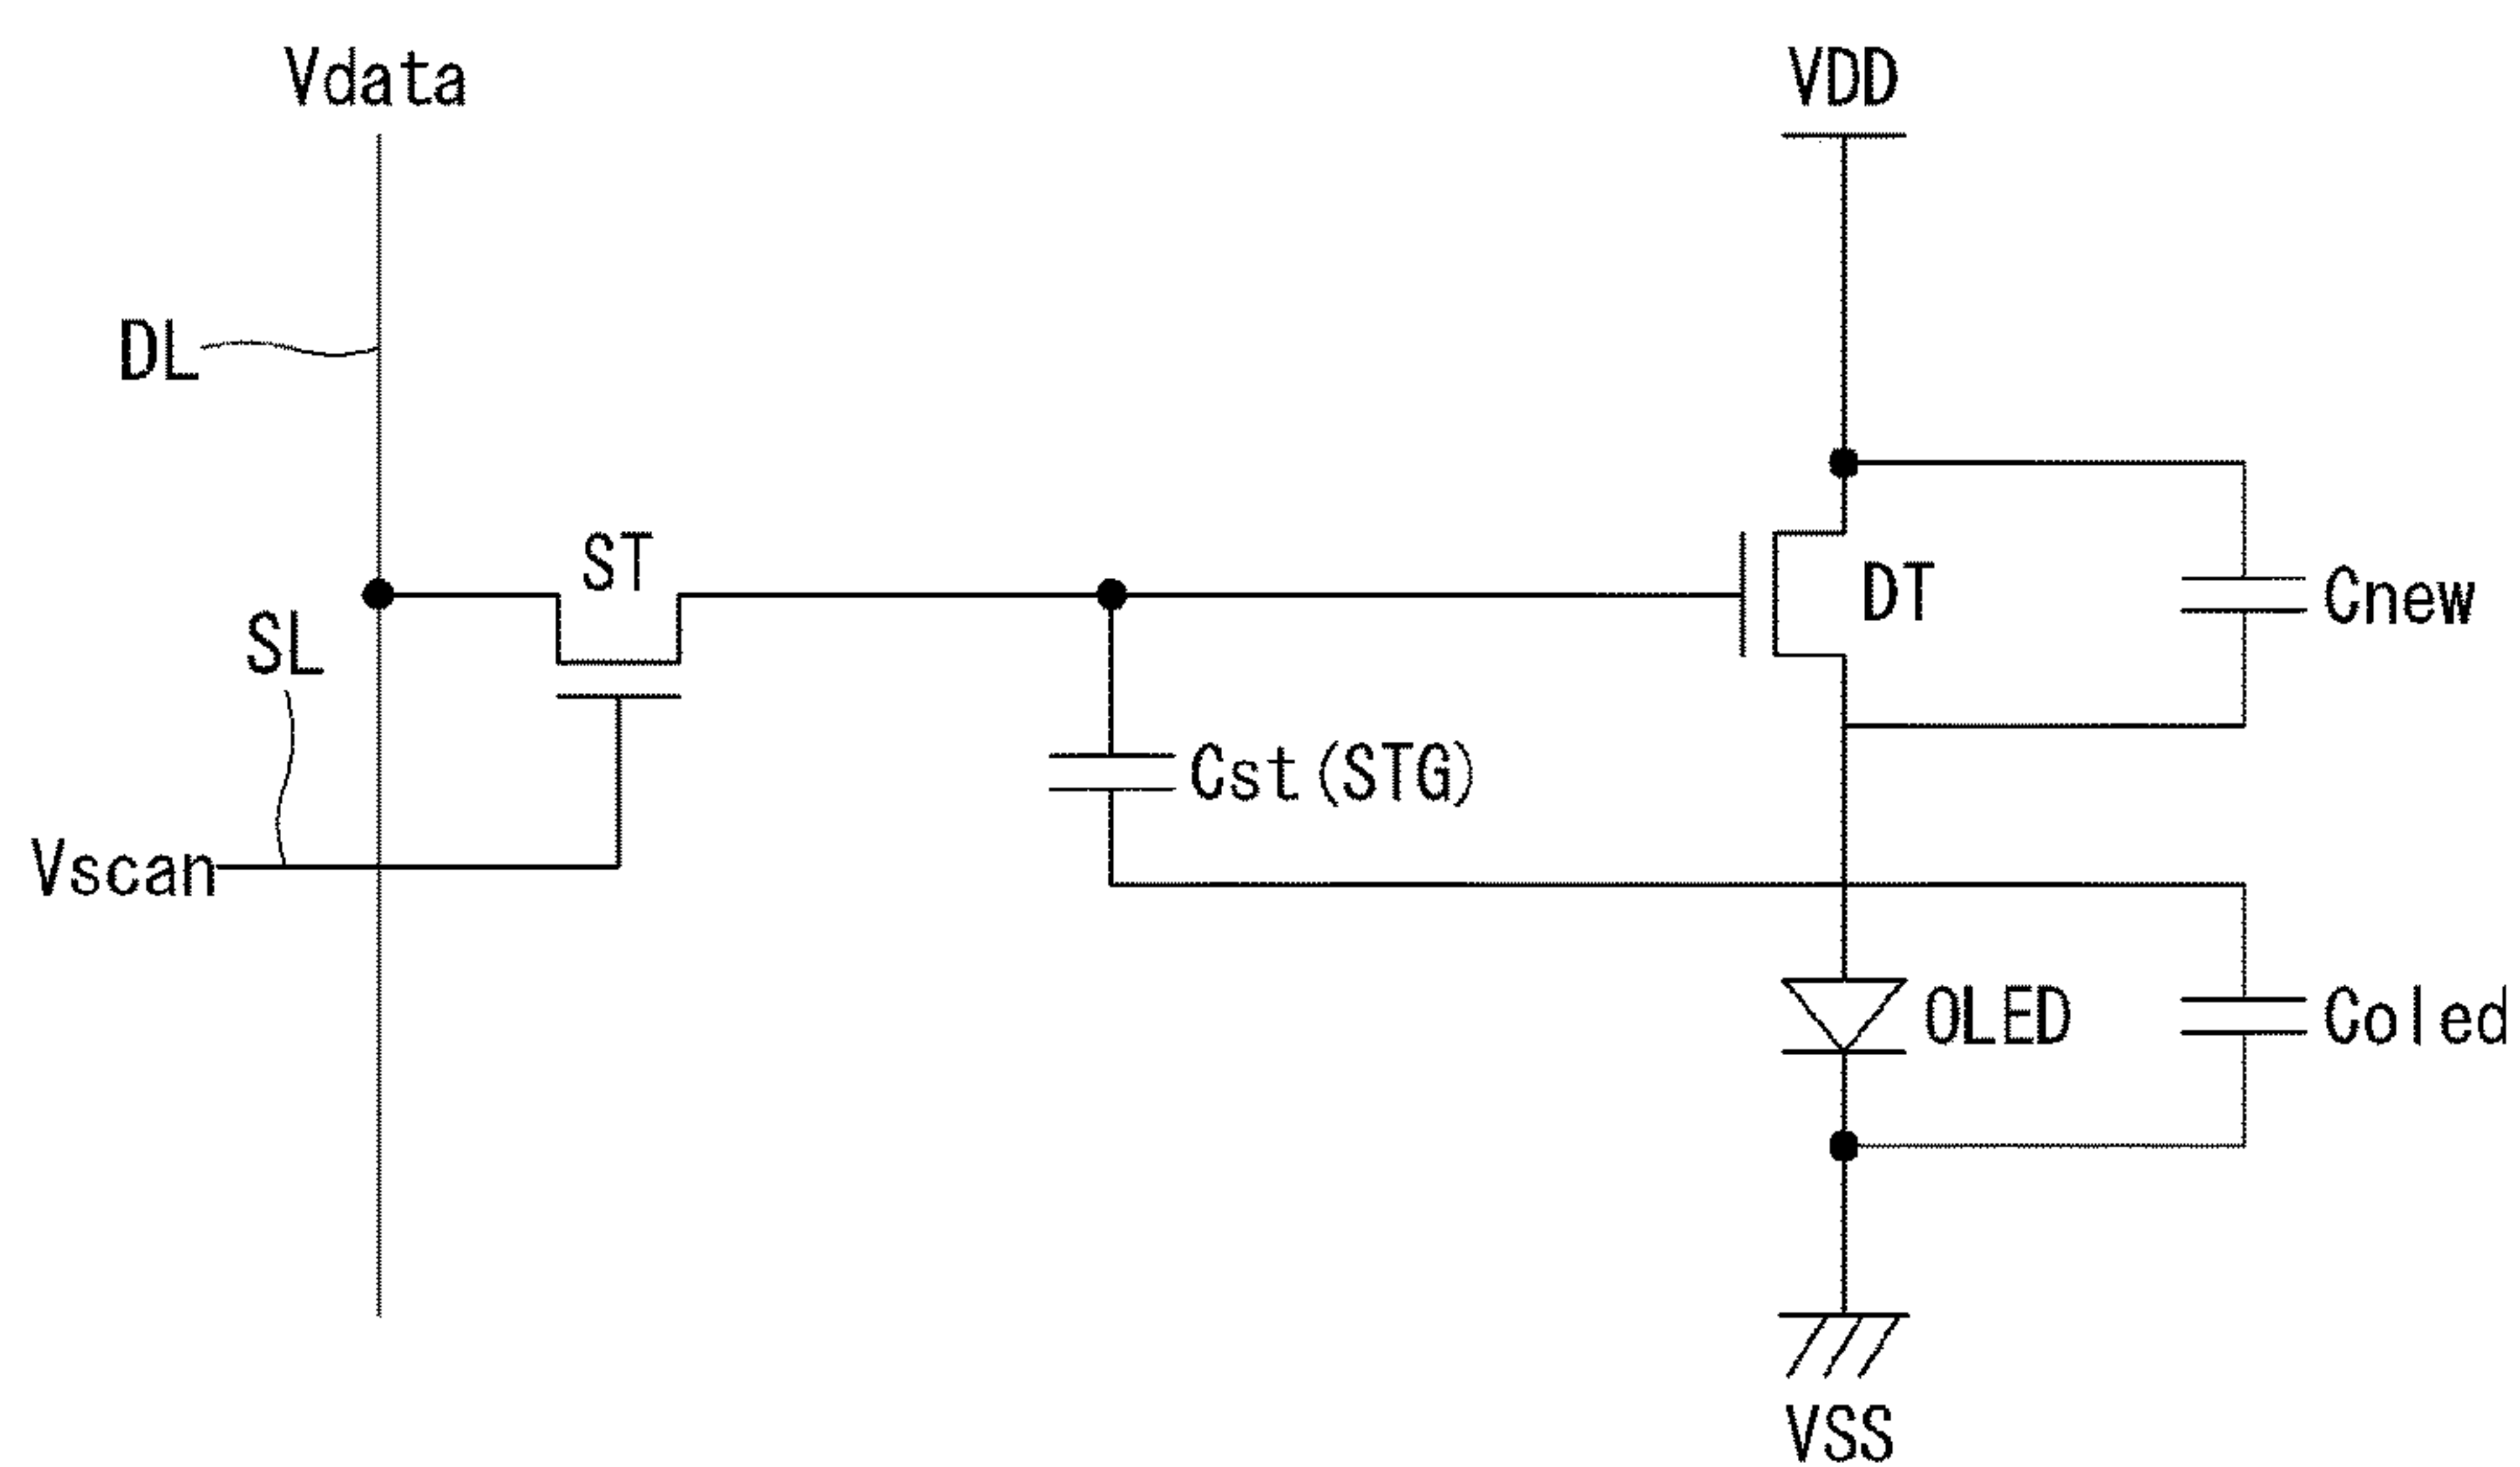 Vdata
VDD
DL
ST
DT
Cnew
SL
Cst(STG)
Vscan
OLED
Coled
VSS